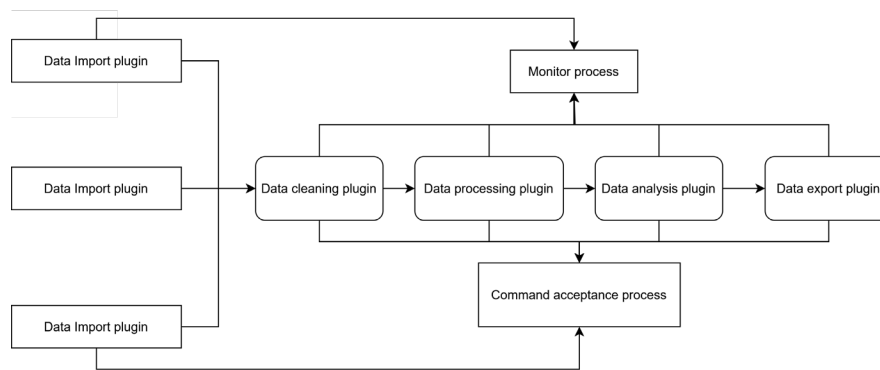 Data Import plugin
Monitor process
Data Import plugin
Data cleaning plugin
Data processing plugin
Data analysis plugin
Data export plugin
Command acceptance process
Data Import plugin